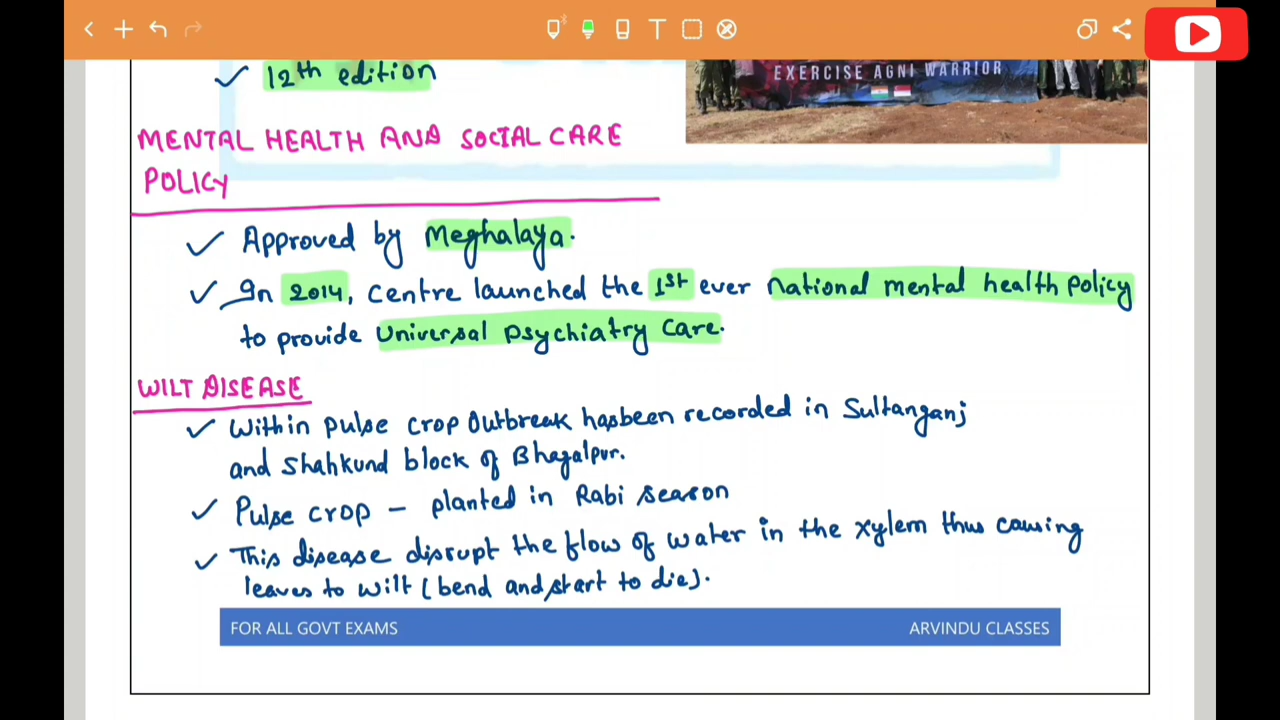 T
✓ 12th edition
EXERCISE AGNI WARRIOR
MENTAL HEALTH AND SOCIAL CARE
POLICY
✓ Approved by Meghalaya.
✓ In 2014, centre launched the 1st ever national mental health policy
to provide universal psychiatry care.
WILT DISEASE
✓ Within pulse crop outbreak hasbeen recorded in Sultanganj
and Shahkund block of Bhagalpur.
✓ Pulse crop – planted in Rabi season
✓ This disease disrupt the flow of water in the xylem thus causing
leaves to wilt (bend and start to die).
FOR ALL GOVT EXAMS
ARVINDU CLASSES